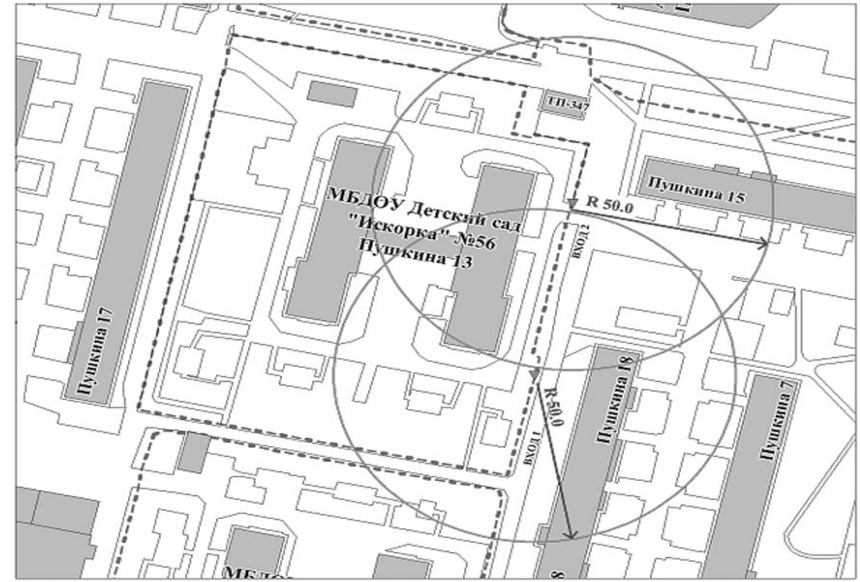 ТП-347
Пушкина 15
МБДОУ Детский сад
"Искорка" №56
Пушкина 13
R 50.0
ВХОД 2
Пушкина 17
Пушкина 18
Пушкина 7
R 50.0
ВХОД 1
8